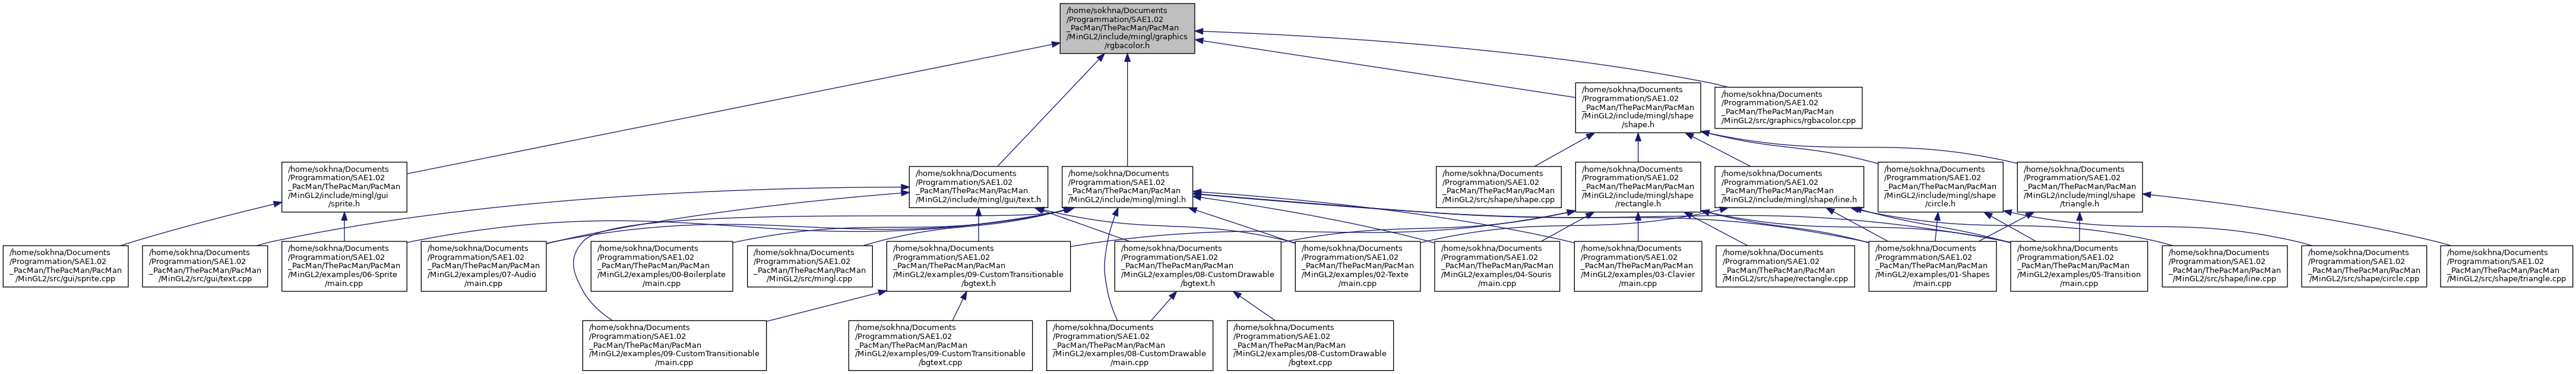 /home/sokhna/Documents
/Programmation/SAE1.02
_PacMan/ThePacMan/PacMan
/MinGL2/include/mingl/graphics
/rgbacolor.h
/home/sokhna/Documents
/Programmation/SAE1.02
_PacMan/ThePacMan/PacMan
/MinGL2/include/mingl/shape
/shape.h
/home/sokhna/Documents
/Programmation/SAE1.02
_PacMan/ThePacMan/PacMan
/MinGL2/src/graphics/rgbacolor.cpp
/home/sokhna/Documents
/Programmation/SAE1.02
_PacMan/ThePacMan/PacMan
/MinGL2/include/mingl/gui
/sprite.h
/home/sokhna/Documents
/Programmation/SAE1.02
_PacMan/ThePacMan/PacMan
/MinGL2/include/mingl/gui/text.h
/home/sokhna/Documents
/Programmation/SAE1.02
_PacMan/ThePacMan/PacMan
/MinGL2/include/mingl/mingl.h
/home/sokhna/Documents
/Programmation/SAE1.02
_PacMan/ThePacMan/PacMan
/MinGL2/src/shape/shape.cpp
/home/sokhna/Documents
/Programmation/SAE1.02
_PacMan/ThePacMan/PacMan
/MinGL2/include/mingl/shape
/rectangle.h
/home/sokhna/Documents
/Programmation/SAE1.02
_PacMan/ThePacMan/PacMan
/MinGL2/include/mingl/shape/line.h
/home/sokhna/Documents
/Programmation/SAE1.02
_PacMan/ThePacMan/PacMan
/MinGL2/include/mingl/shape
/circle.h
/home/sokhna/Documents
/Programmation/SAE1.02
_PacMan/ThePacMan/PacMan
/MinGL2/include/mingl/shape
/triangle.h
/home/sokhna/Documents
/Programmation/SAE1.02
_PacMan/ThePacMan/PacMan
/MinGL2/src/gui/sprite.cpp
/home/sokhna/Documents
/Programmation/SAE1.02
_PacMan/ThePacMan/PacMan
/MinGL2/src/gui/text.cpp
/home/sokhna/Documents
/Programmation/SAE1.02
_PacMan/ThePacMan/PacMan
/MinGL2/examples/06-Sprite
/main.cpp
/home/sokhna/Documents
/Programmation/SAE1.02
_PacMan/ThePacMan/PacMan
/MinGL2/examples/07-Audio
/main.cpp
/home/sokhna/Documents
/Programmation/SAE1.02
_PacMan/ThePacMan/PacMan
/MinGL2/examples/00-Boilerplate
/main.cpp
/home/sokhna/Documents
/Programmation/SAE1.02
_PacMan/ThePacMan/PacMan
/MinGL2/src/mingl.cpp
/home/sokhna/Documents
/Programmation/SAE1.02
_PacMan/ThePacMan/PacMan
/MinGL2/examples/09-CustomTransitionable
/bgtext.h
/home/sokhna/Documents
/Programmation/SAE1.02
_PacMan/ThePacMan/PacMan
/MinGL2/examples/08-CustomDrawable
/bgtext.h
/home/sokhna/Documents
/Programmation/SAE1.02
_PacMan/ThePacMan/PacMan
/MinGL2/examples/02-Texte
/main.cpp
/home/sokhna/Documents
/Programmation/SAE1.02
_PacMan/ThePacMan/PacMan
/MinGL2/examples/04-Souris
/main.cpp
/home/sokhna/Documents
/Programmation/SAE1.02
_PacMan/ThePacMan/PacMan
/MinGL2/examples/03-Clavier
/main.cpp
/home/sokhna/Documents
/Programmation/SAE1.02
_PacMan/ThePacMan/PacMan
/MinGL2/src/shape/rectangle.cpp
/home/sokhna/Documents
/Programmation/SAE1.02
_PacMan/ThePacMan/PacMan
/MinGL2/examples/01-Shapes
/main.cpp
/home/sokhna/Documents
/Programmation/SAE1.02
_PacMan/ThePacMan/PacMan
/MinGL2/examples/05-Transition
/main.cpp
/home/sokhna/Documents
/Programmation/SAE1.02
_PacMan/ThePacMan/PacMan
/MinGL2/src/shape/line.cpp
/home/sokhna/Documents
/Programmation/SAE1.02
_PacMan/ThePacMan/PacMan
/MinGL2/src/shape/circle.cpp
/home/sokhna/Documents
/Programmation/SAE1.02
_PacMan/ThePacMan/PacMan
/MinGL2/src/shape/triangle.cpp
/home/sokhna/Documents
/Programmation/SAE1.02
_PacMan/ThePacMan/PacMan
/MinGL2/examples/09-CustomTransitionable
/main.cpp
/home/sokhna/Documents
/Programmation/SAE1.02
_PacMan/ThePacMan/PacMan
/MinGL2/examples/09-CustomTransitionable
/bgtext.cpp
/home/sokhna/Documents
/Programmation/SAE1.02
_PacMan/ThePacMan/PacMan
/MinGL2/examples/08-CustomDrawable
/main.cpp
/home/sokhna/Documents
/Programmation/SAE1.02
_PacMan/ThePacMan/PacMan
/MinGL2/examples/08-CustomDrawable
/bgtext.cpp